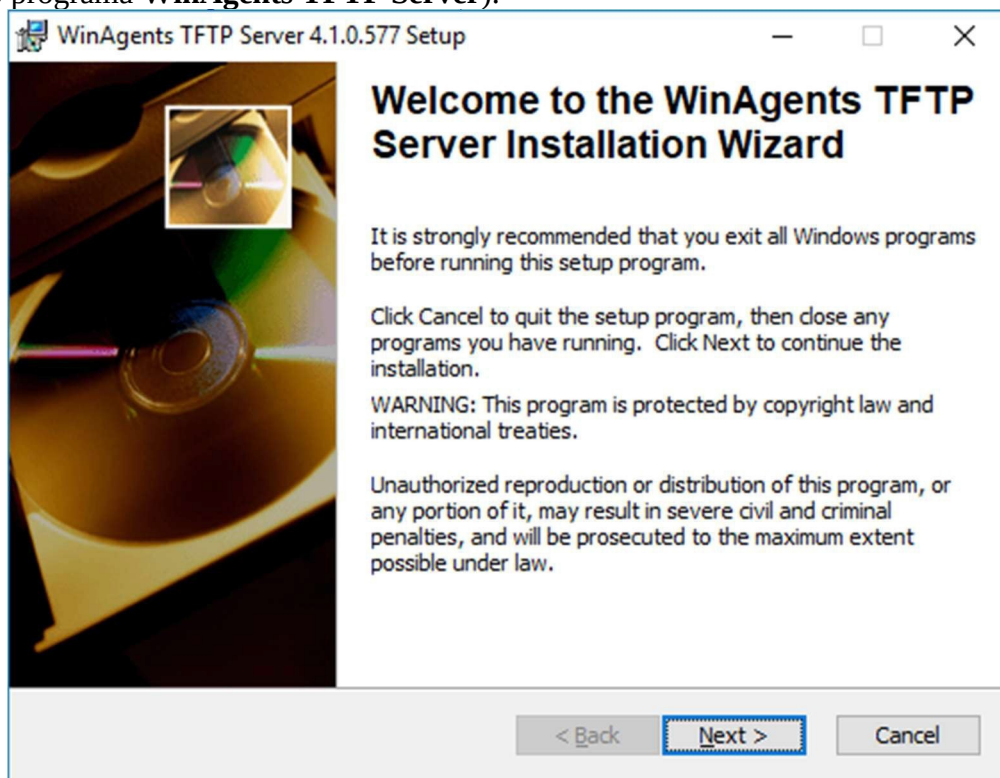 programa WinAgents TFTP Server).
WinAgents TFTP Server 4.1.0.577 Setup
Welcome to the WinAgents TFTP
Server Installation Wizard
It is strongly recommended that you exit all Windows programs
before running this setup program.
Click Cancel to quit the setup program, then close any
programs you have running. Click Next to continue the
installation.
WARNING: This program is protected by copyright law and
international treaties.
Unauthorized reproduction or distribution of this program, or
any portion of it, may result in severe civil and criminal
penalties, and will be prosecuted to the maximum extent
possible under law.
< Back Next > Cancel